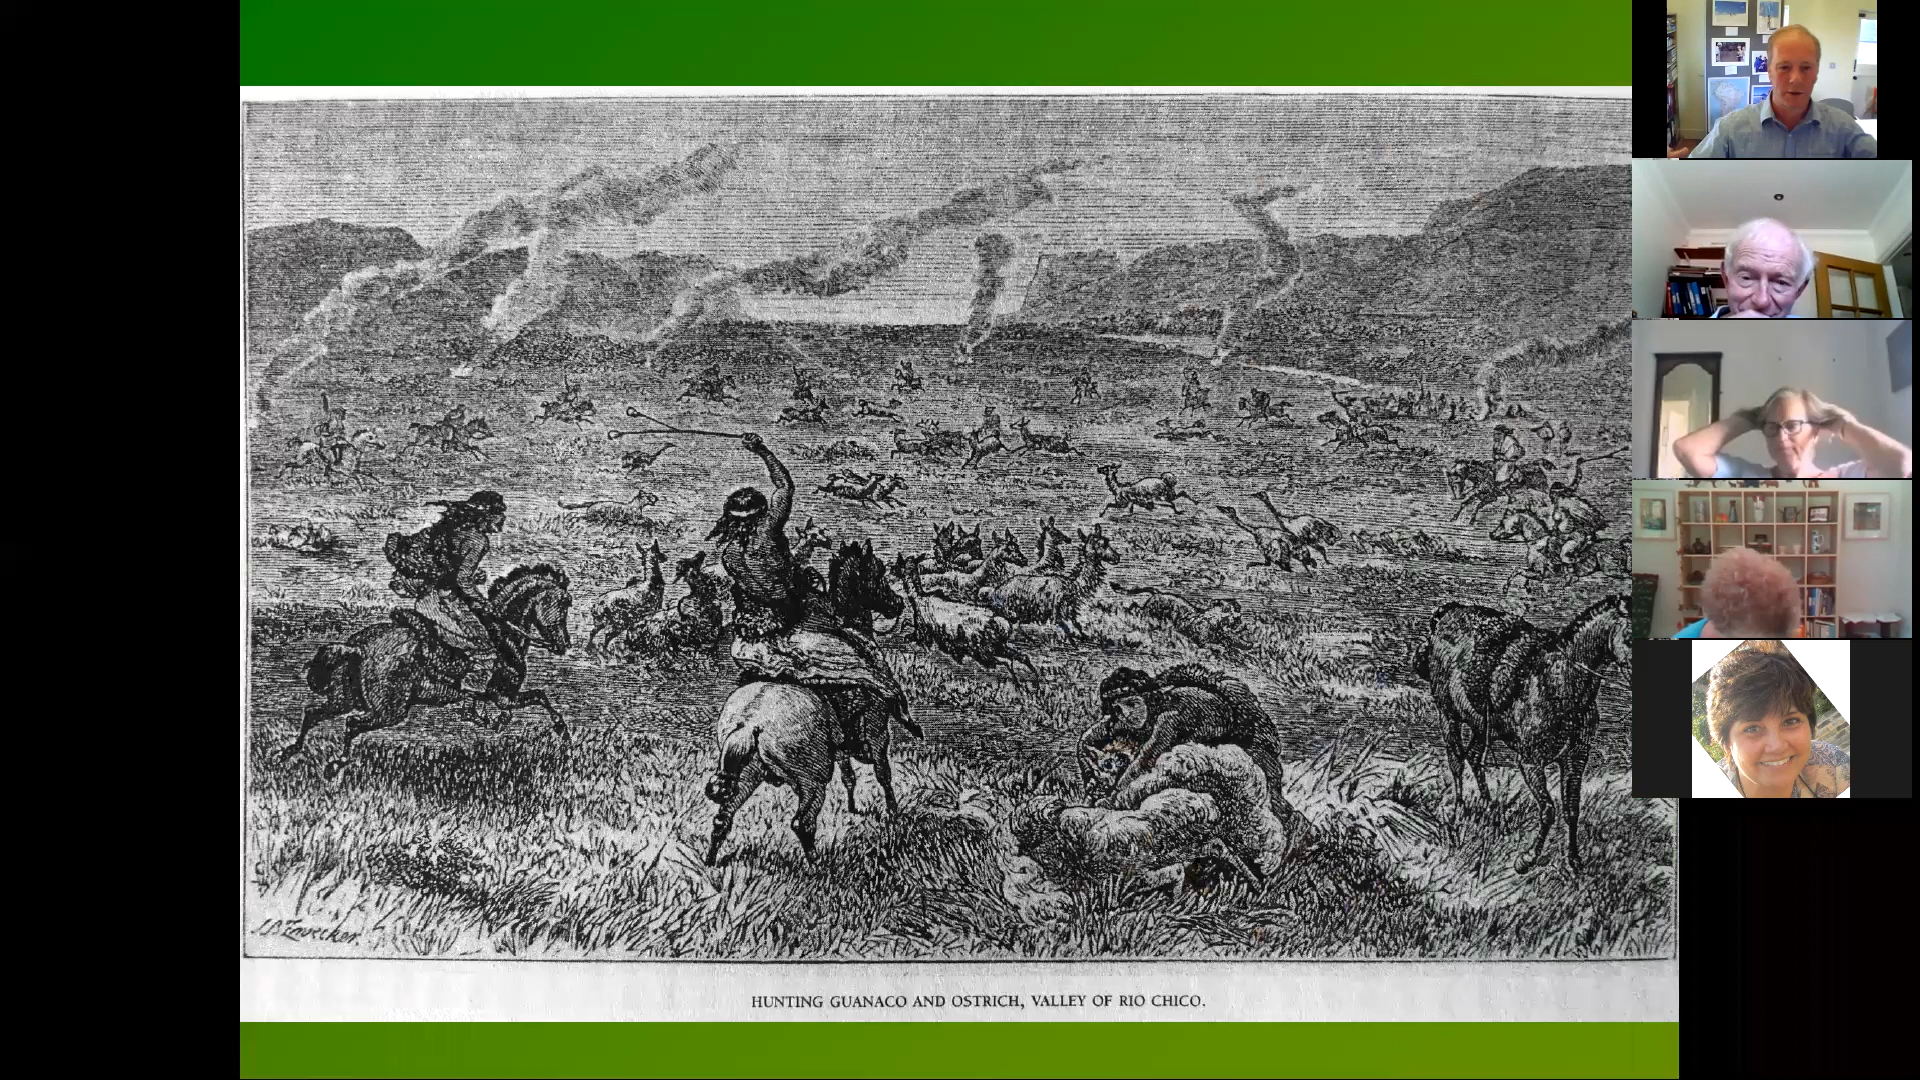 HUNTING GUANACO AND OSTRICH, VALLEY OF RIO CHICO.